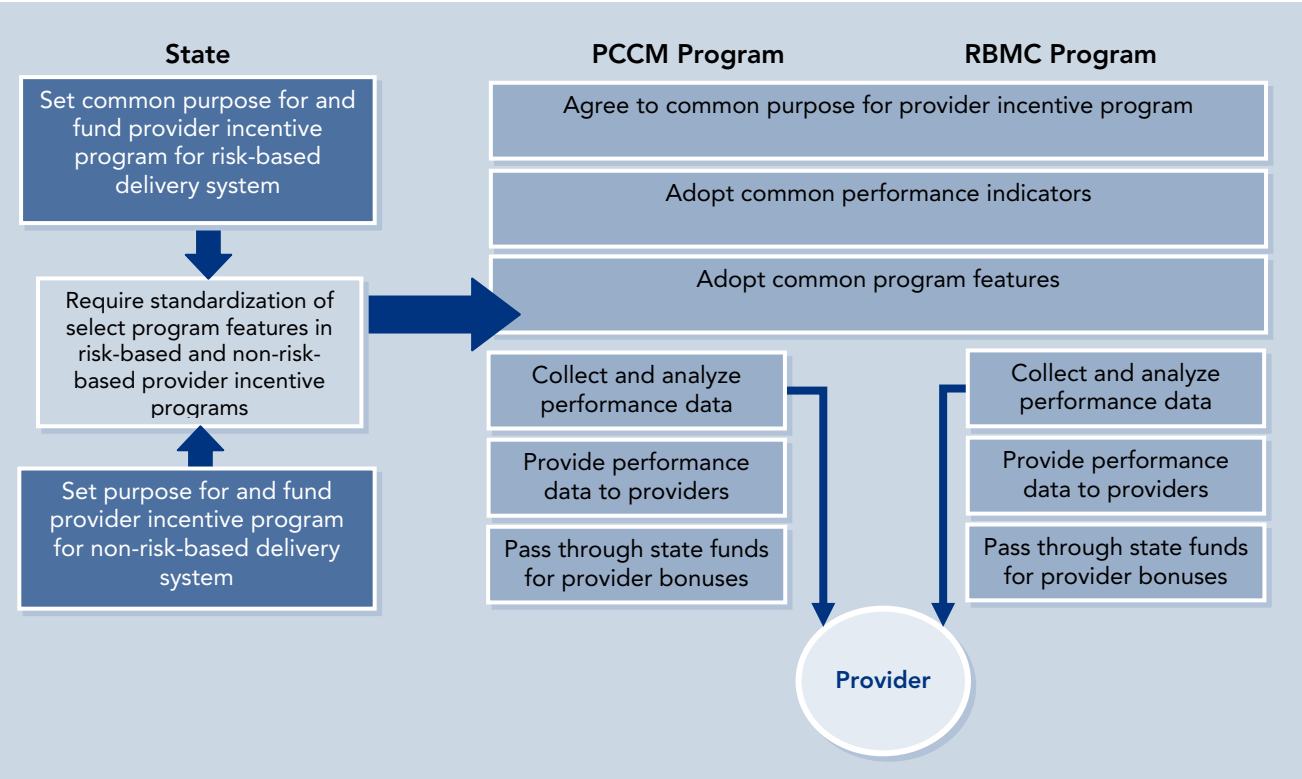 State
Set common purpose for and
fund provider incentive
program for risk-based
delivery system
Require standardization of
select program features in
risk-based and non-risk-
based provider incentive
programs
Set purpose for and fund
provider incentive program
for non-risk-based delivery
system
PCCM Program
RBMC Program
Agree to common purpose for provider incentive program
Adopt common performance indicators
Adopt common program features
Collect and analyze
performance data
Provide performance
data to providers
Pass through state funds
for provider bonuses
Collect and analyze
performance data
Provide performance
data to providers
Pass through state funds
for provider bonuses
Provider